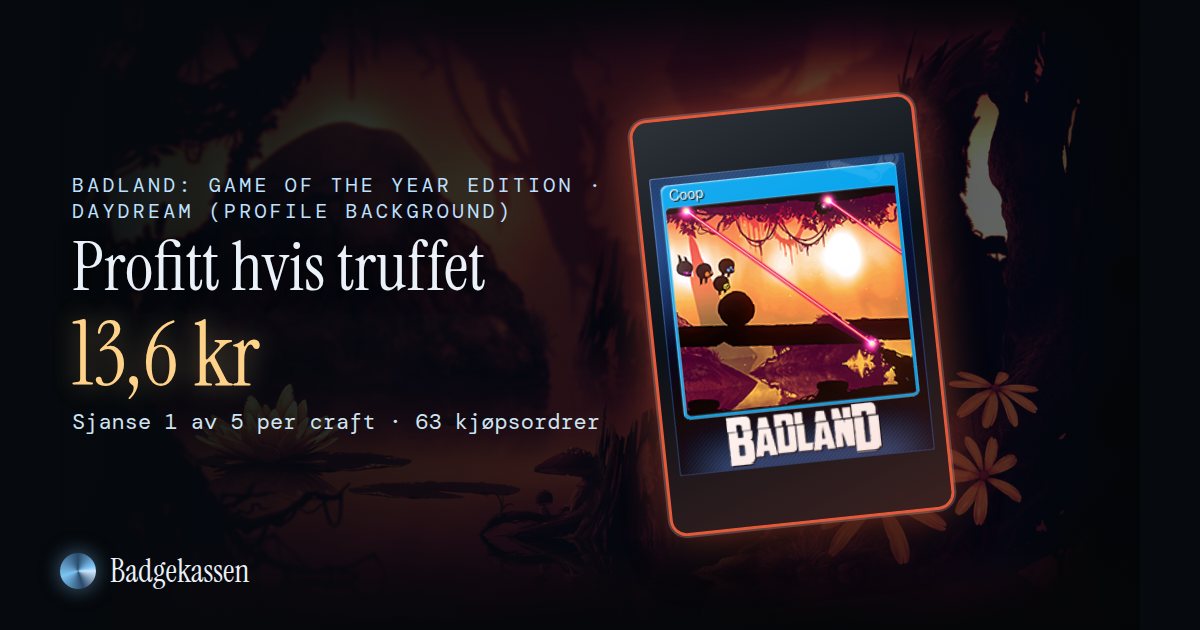 BADLAND: GAME OF THE YEAR EDITION ·
DAYDREAM (PROFILE BACKGROUND)
Profitt hvis truffet
13,6 kr
Sjanse 1 av 5 per craft · 63 kjøpsordrer
Coop
BADLAND
Badgekassen